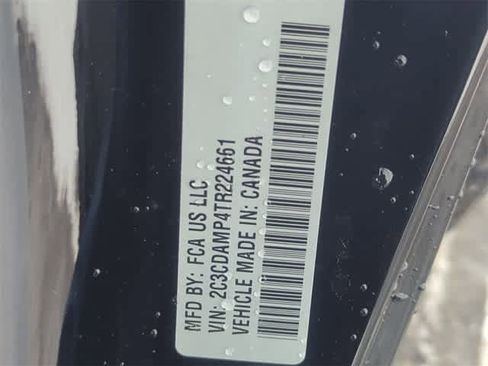 MFD BY: FCA US LLC
VIN: 2C3CDAMP4TR224661
VEHICLE MADE IN: CANADA